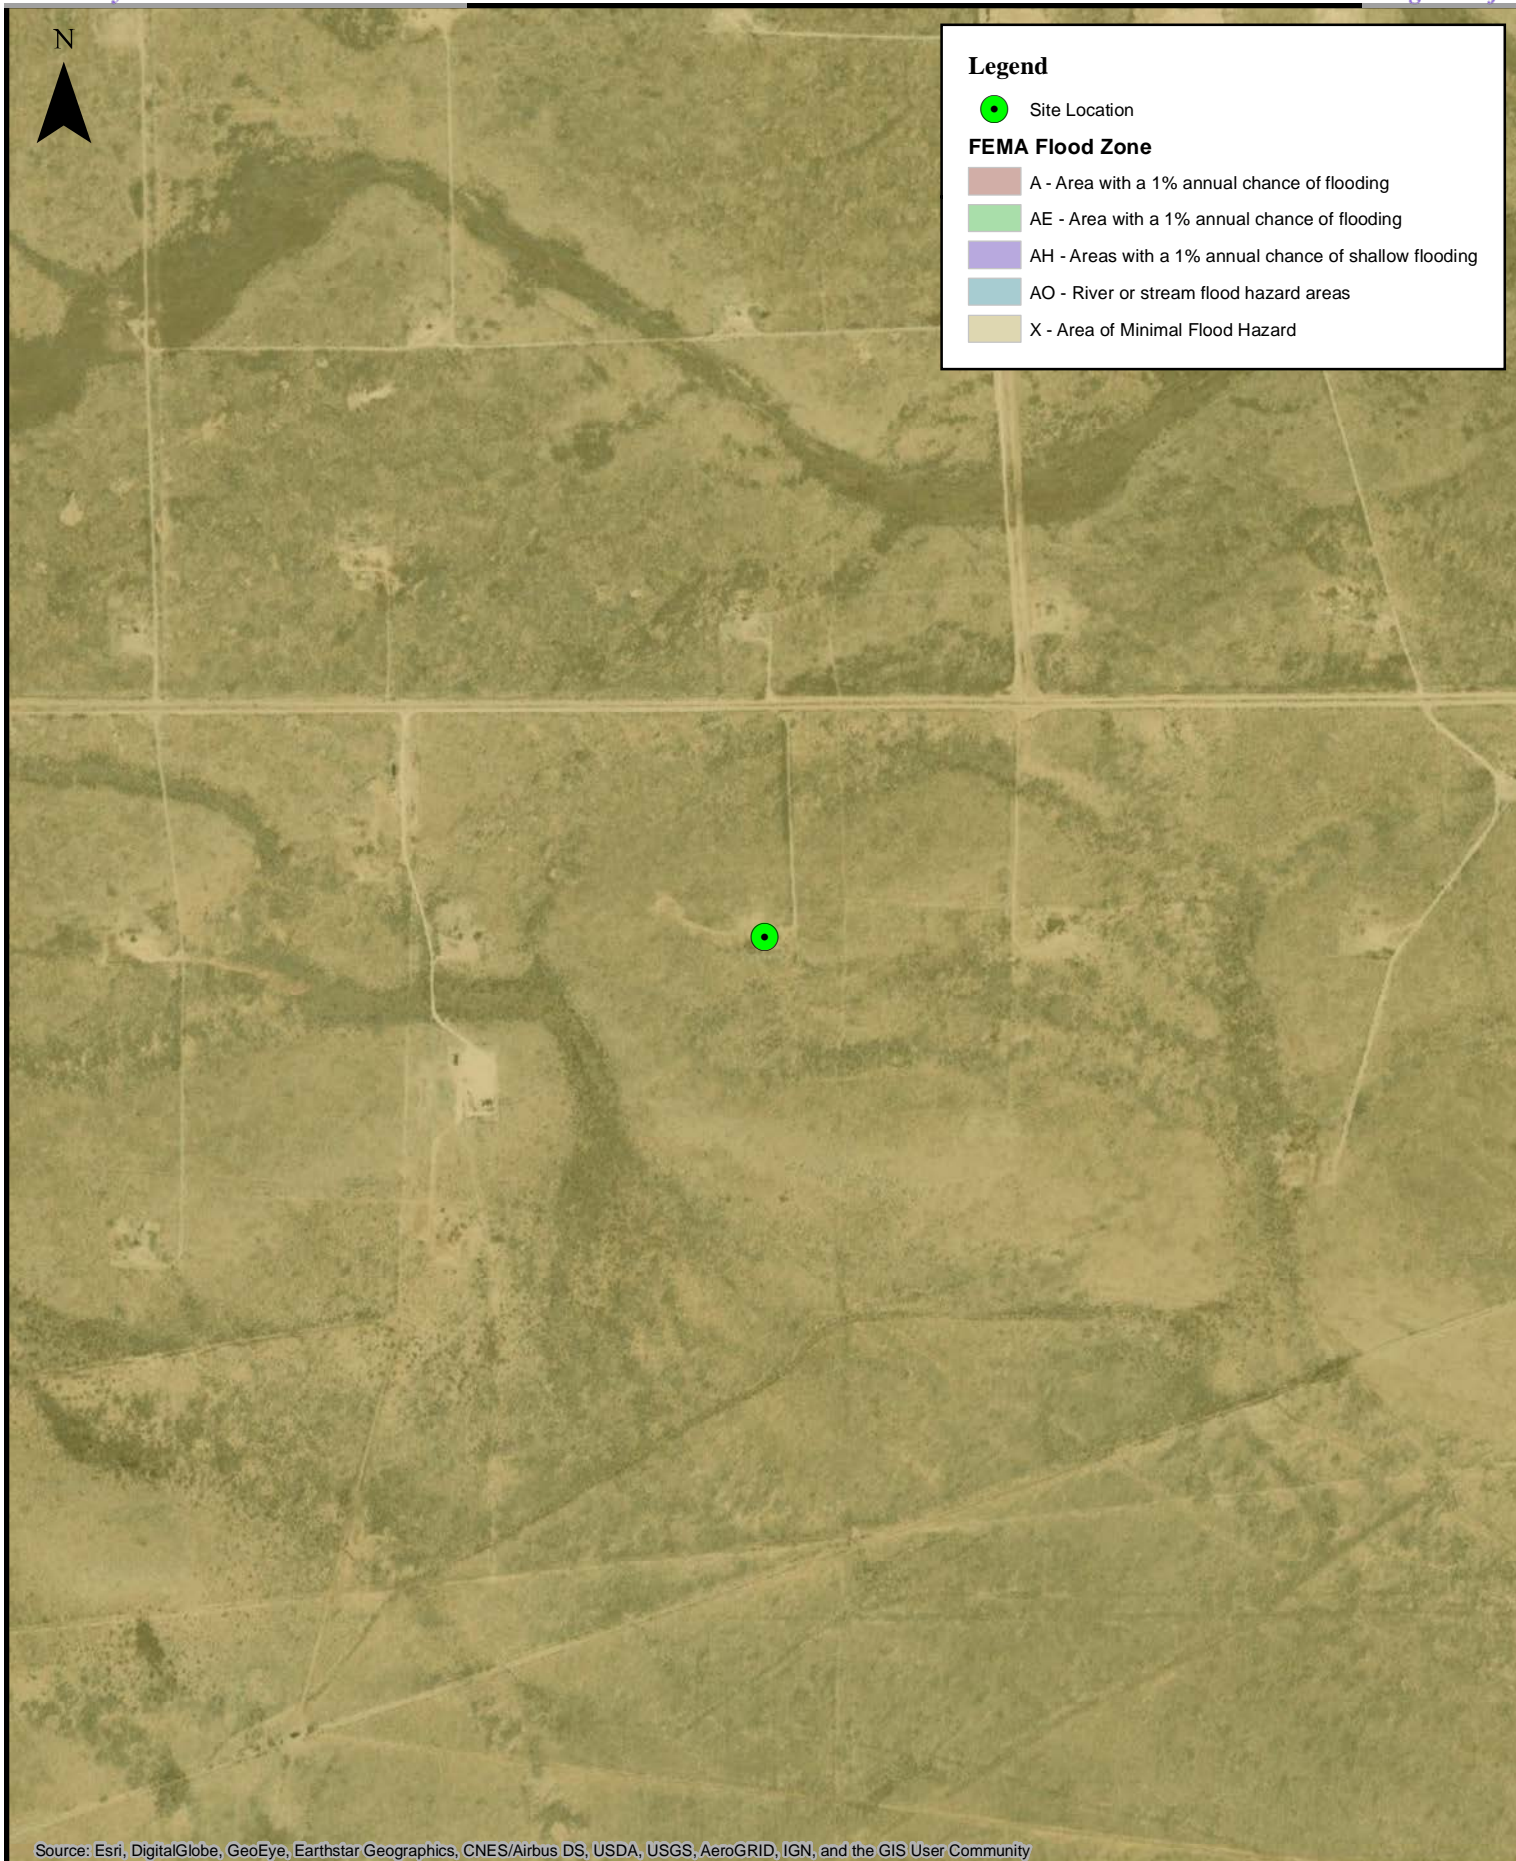 N
Legend
Site Location
FEMA Flood Zone
A - Area with a 1% annual chance of flooding
AE - Area with a 1% annual chance of flooding
AH - Areas with a 1% annual chance of shallow flooding
AO - River or stream flood hazard areas
X - Area of Minimal Flood Hazard
Source: Esri, DigitalGlobe, GeoEye, Earthstar Geographics, CNES/Airbus DS, USDA, USGS, AeroGRID, IGN, and the GIS User Community